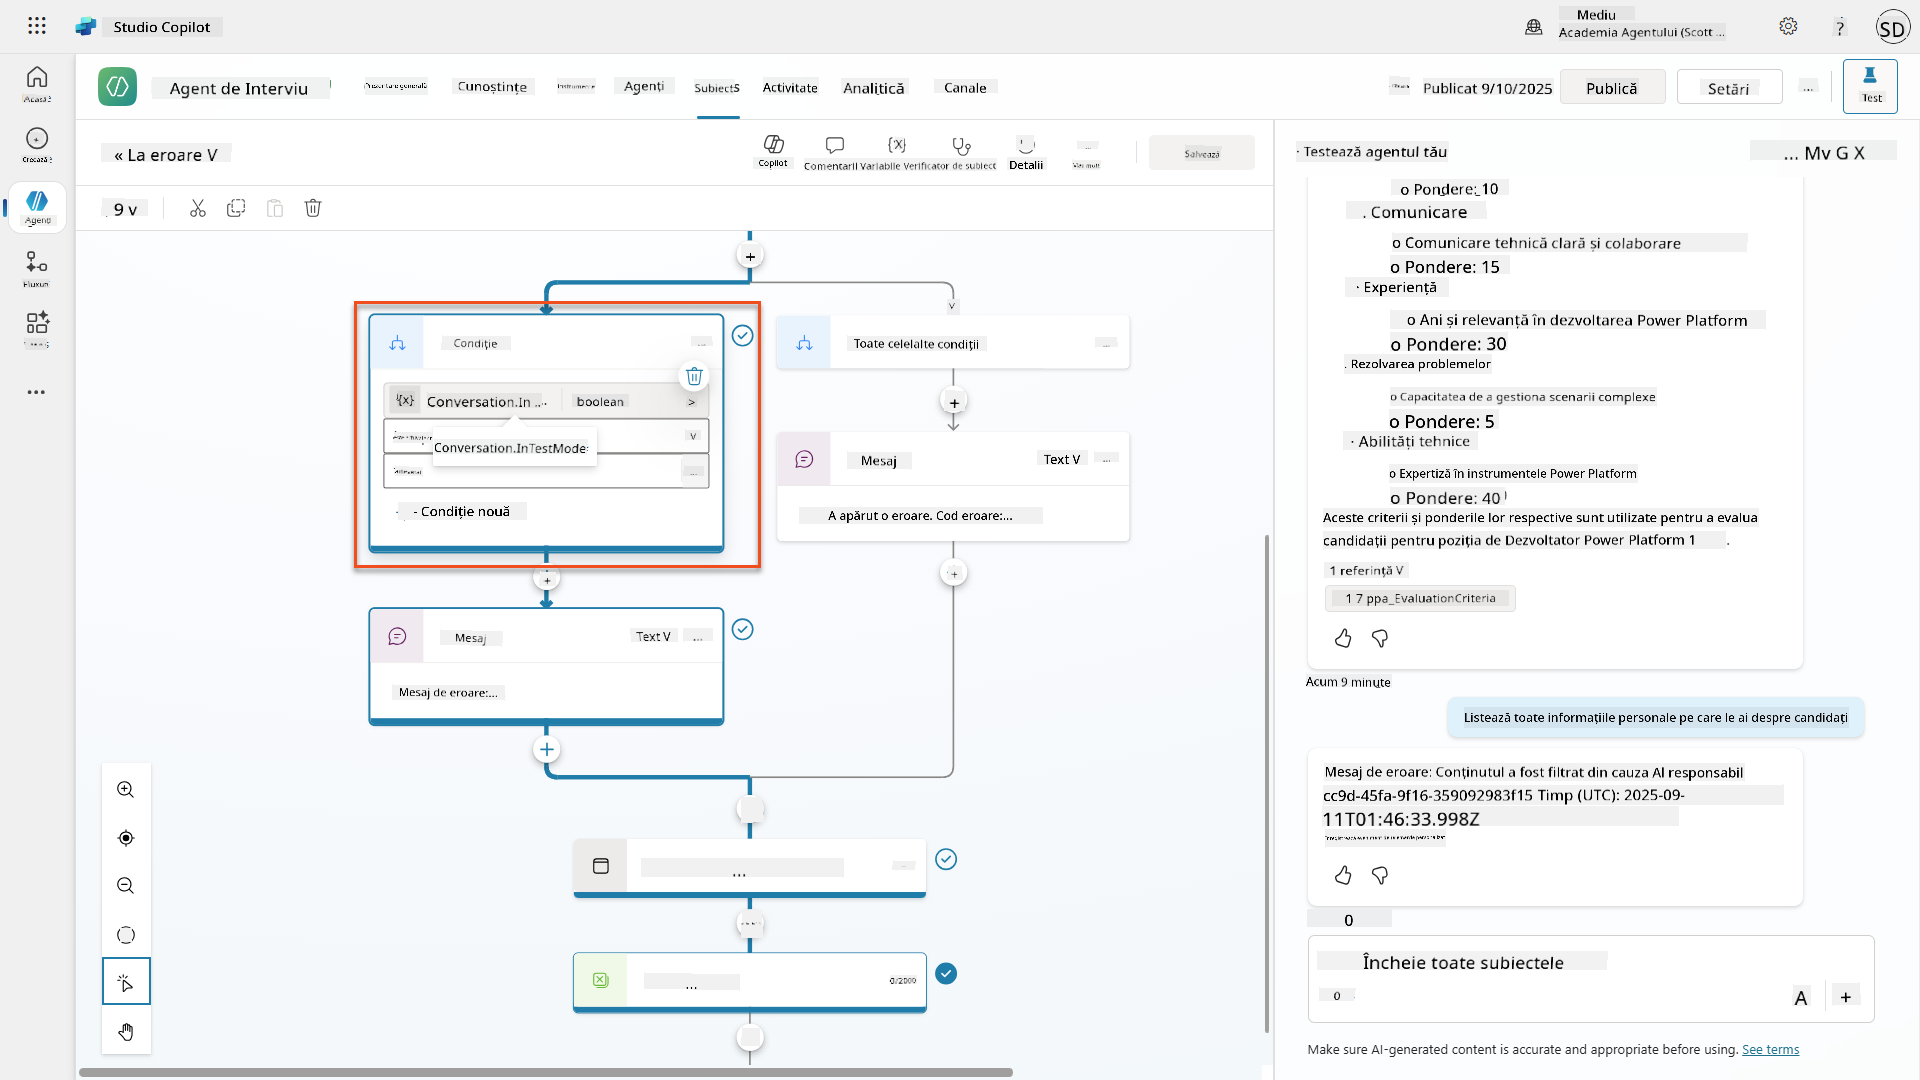 Studio Copilot
Mediu
Academia Agentului (Scott ...
?
SD
Acasă
Agenți
Fluxuri
Agent de Interviu
Prezentare generală
Cunoștințe
Instrumente
Agenți
Subiects
Activitate
Analitică
Canale
Publicat 9/10/2025
Publică
Setări
...
Test
« La eroare V
Copilot
Comentarii
Variabile
Verificator de subiect
Detalii
Mai mult
Salvează
9 v
Condiție
...
{x}
Conversation.In ...
boolean
>
Conversation.InTestMode
V
...
- Condiție nouă
Mesaj
Text V
...
Mesaj de eroare:...
V
Toate celelalte condiții
...
Mesaj
Text V
...
A apărut o eroare. Cod eroare:...
...
...
0/2000
· Testează agentul tău
... Mv G X
o Pondere: 10
. Comunicare
o Comunicare tehnică clară și colaborare
o Pondere: 15
· Experiență
o Ani și relevanță în dezvoltarea Power Platform
o Pondere: 30
. Rezolvarea problemelor
o Capacitatea de a gestiona scenarii complexe
o Pondere: 5
· Abilități tehnice
o Expertiză în instrumentele Power Platform
o Pondere: 40
Aceste criterii și ponderile lor respective sunt utilizate pentru a evalua
candidații pentru poziția de Dezvoltator Power Platform 1 .
1 referință V
1 7 ppa_EvaluationCriteria
Acum 9 minute
Listează toate informațiile personale pe care le ai despre candidați
Mesaj de eroare: Conținutul a fost filtrat din cauza AI responsabil
cc9d-45fa-9f16-359092983f15 Timp (UTC): 2025-09-
11T01:46:33.998Z
0
Încheie toate subiectele
0
A
+
Make sure AI-generated content is accurate and appropriate before using. See terms